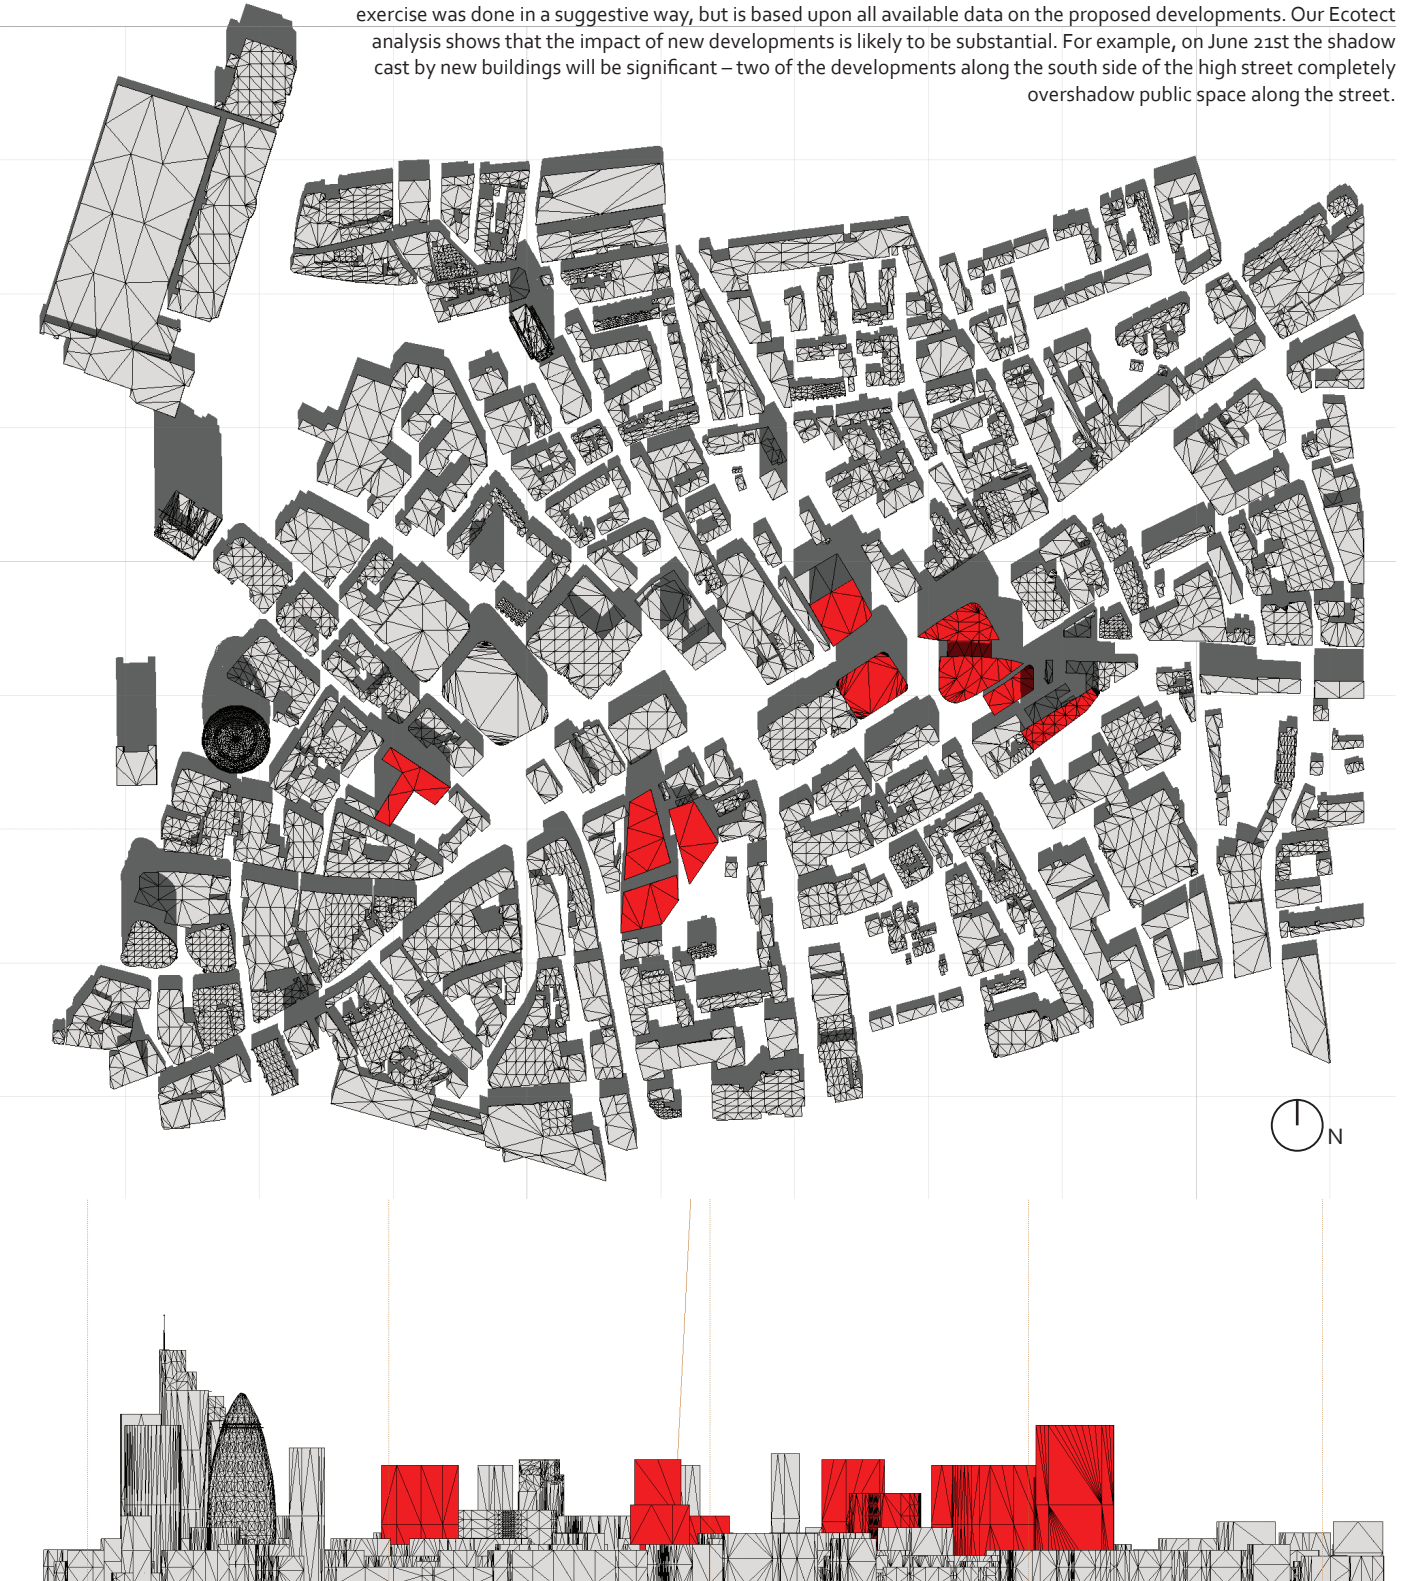 exercise was done in a suggestive way, but is based upon all available data on the proposed developments. Our Ecotect
analysis shows that the impact of new developments is likely to be substantial. For example, on June 21st the shadow
cast by new buildings will be significant – two of the developments along the south side of the high street completely
overshadow public space along the street.
N